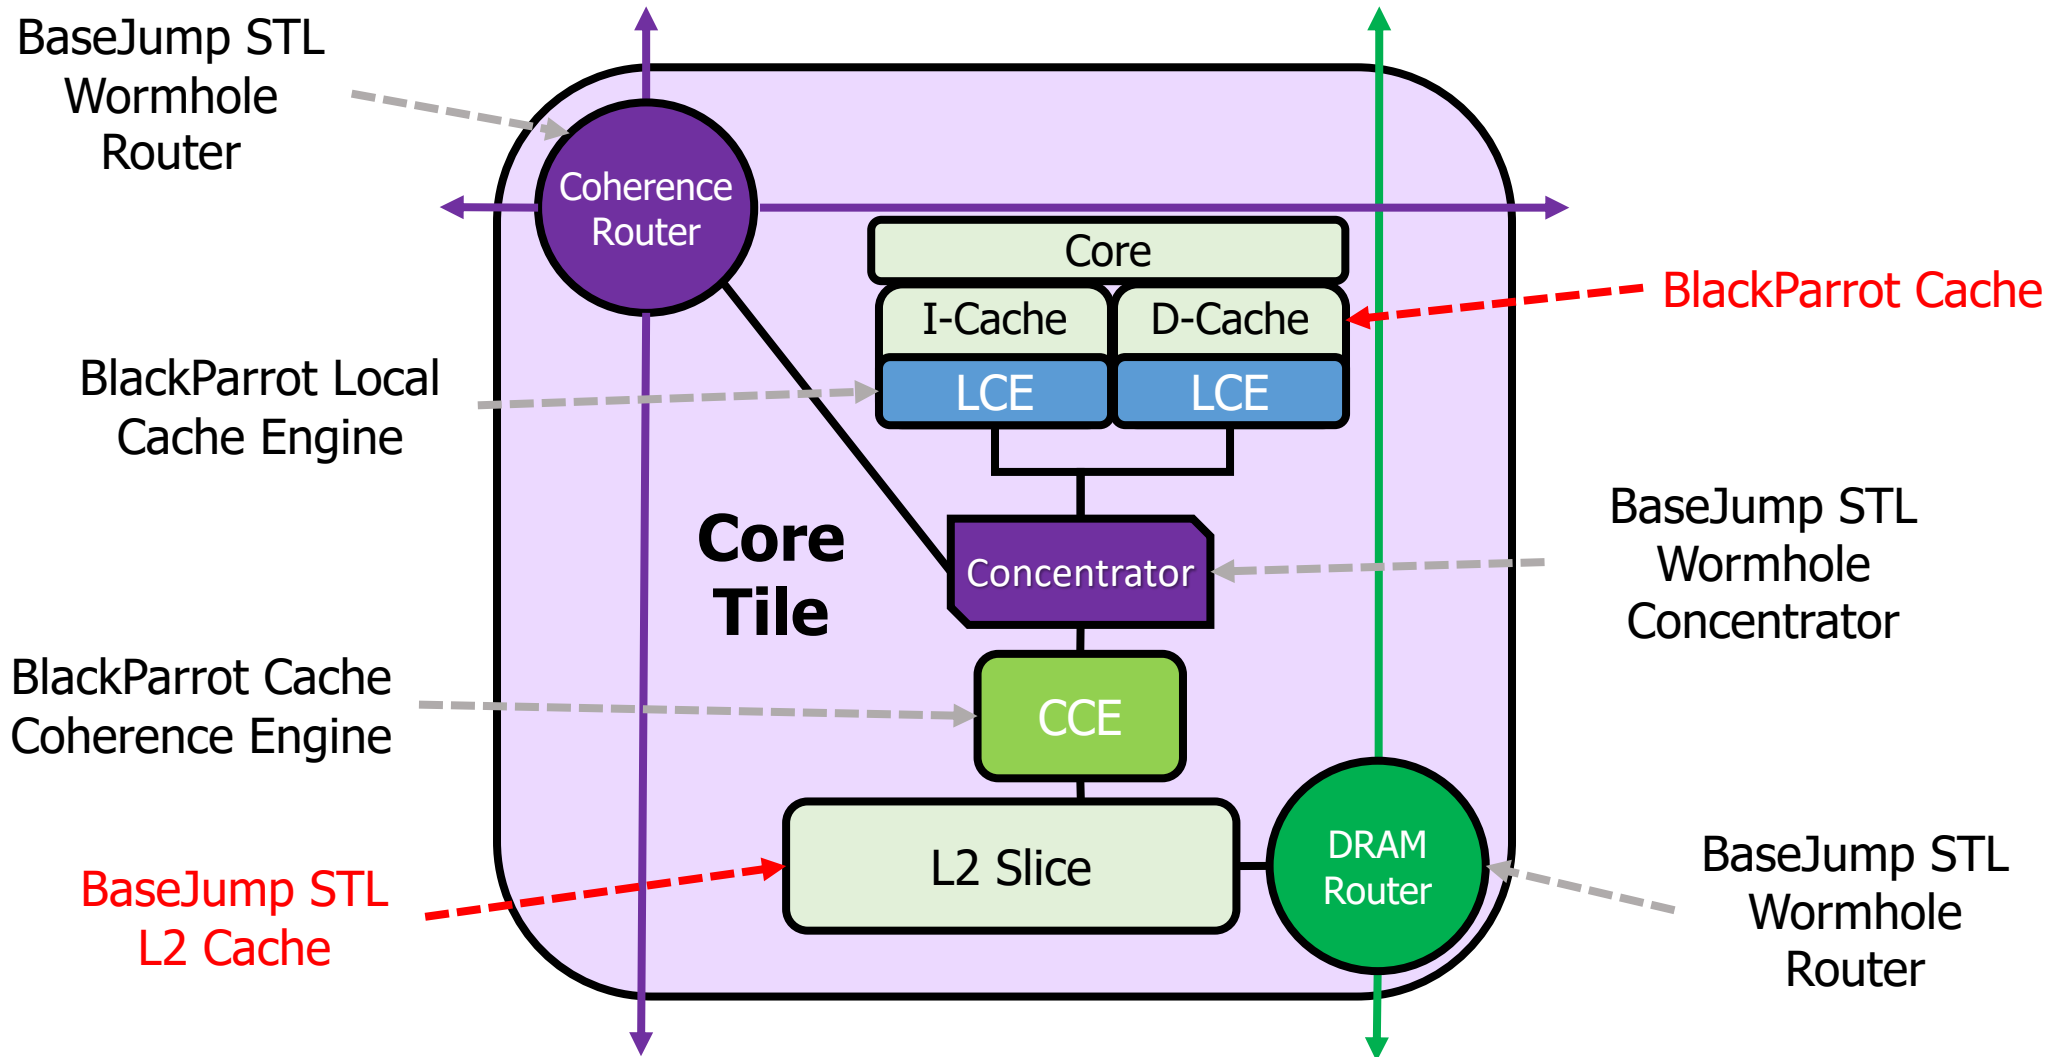 BaseJump STL
Wormhole
Router
Coherence
Router
Core
I-Cache
D-Cache
LCE
LCE
BlackParrot Cache
BlackParrot Local
Cache Engine
Core
Tile
Concentrator
BaseJump STL
Wormhole
Concentrator
BlackParrot Cache
Coherence Engine
CCE
BaseJump STL
L2 Cache
L2 Slice
DRAM
Router
BaseJump STL
Wormhole
Router